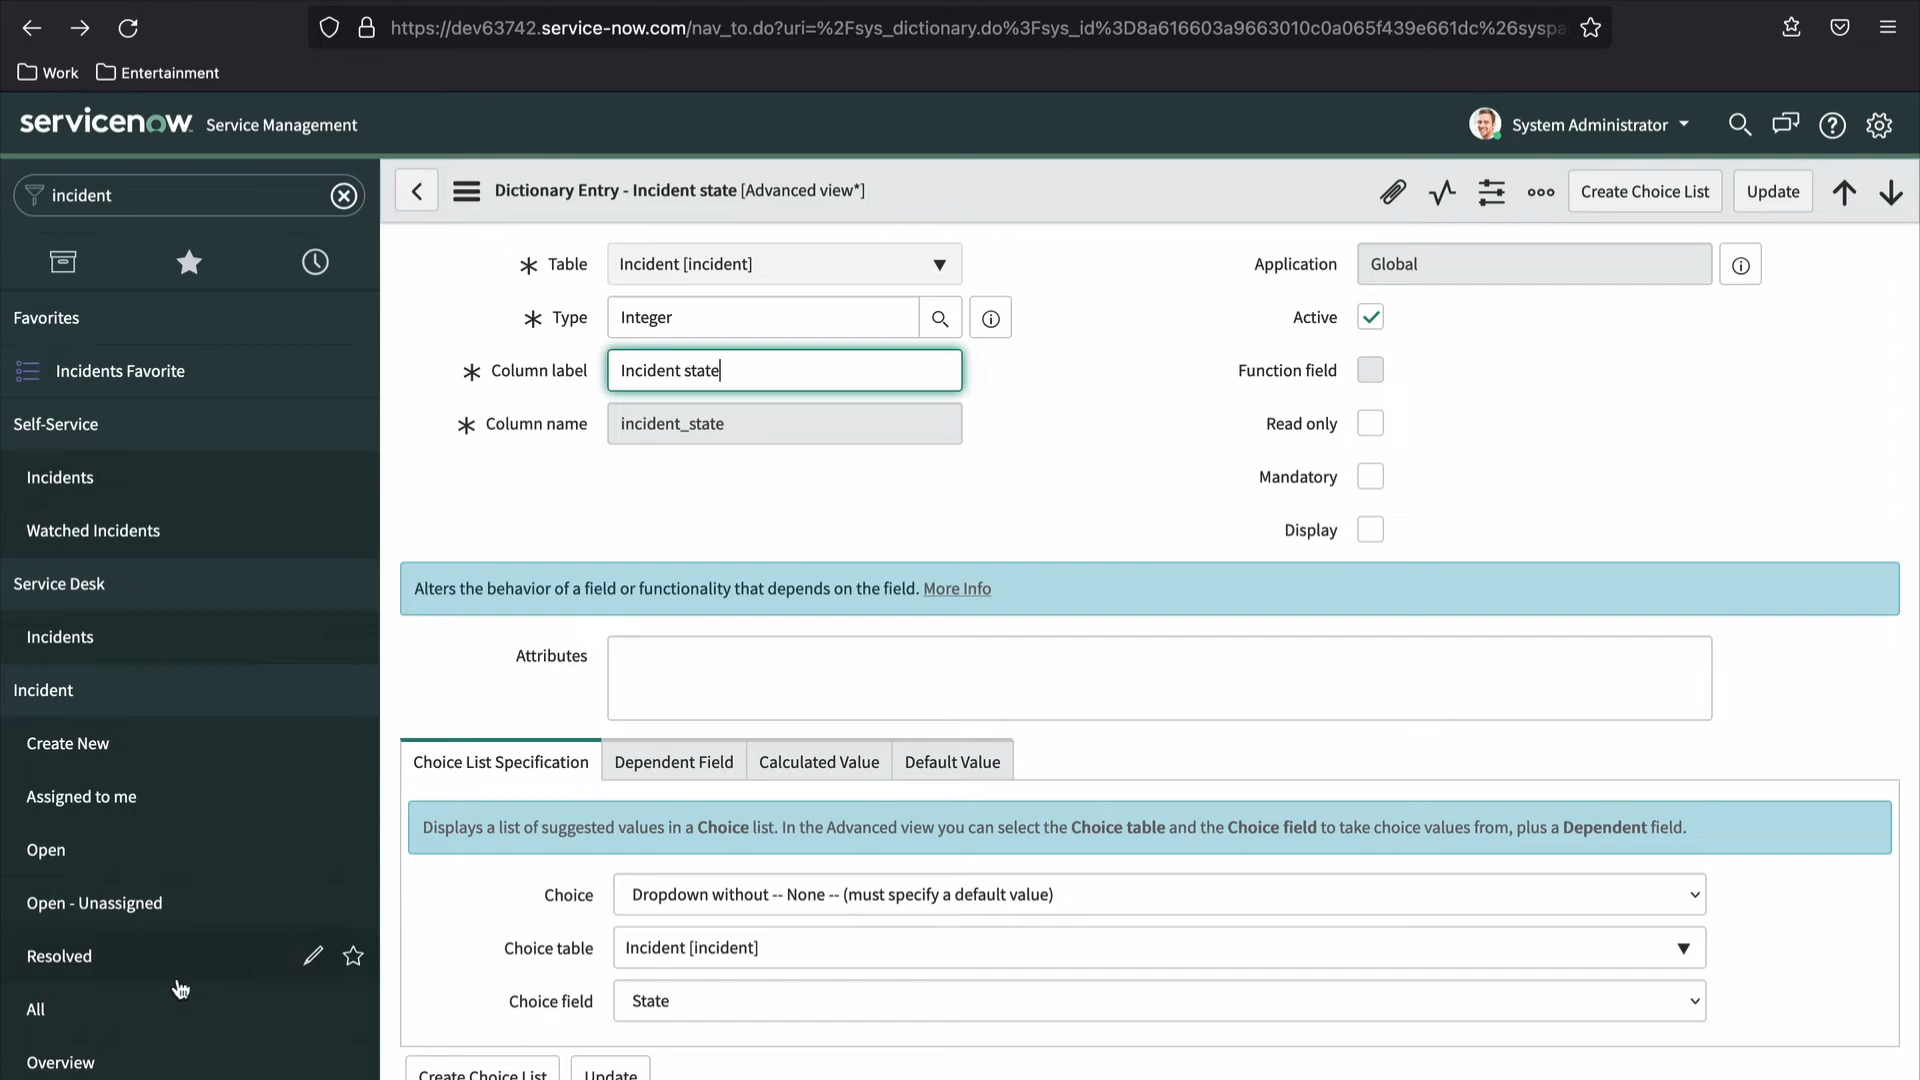 https://dev63742.service-now.com/nav_to.do?uri=%2Fsys_dictionary.do%3Fsys_id%3D8a616603a9663010c0a065f439e661dc%26syspa
Work Entertainment
servicenow Service Management
System Administrator
incident
Dictionary Entry - Incident state [Advanced view*]
Create Choice List
Update
Favorites
Incidents Favorite
Self-Service
Incidents
Watched Incidents
Service Desk
Incidents
Incident
Create New
Assigned to me
Open
Open - Unassigned
Resolved
All
Overview
Table Incident [incident]
Type Integer
Column label Incident state
Column name incident_state
Application Global
Active
Function field
Read only
Mandatory
Display
Alters the behavior of a field or functionality that depends on the field. More Info
Attributes
Choice List Specification Dependent Field Calculated Value Default Value
Displays a list of suggested values in a Choice list. In the Advanced view you can select the Choice table and the Choice field to take choice values from, plus a Dependent field.
Choice Dropdown without -- None -- (must specify a default value)
Choice table Incident [incident]
Choice field State
Create Choice List Update